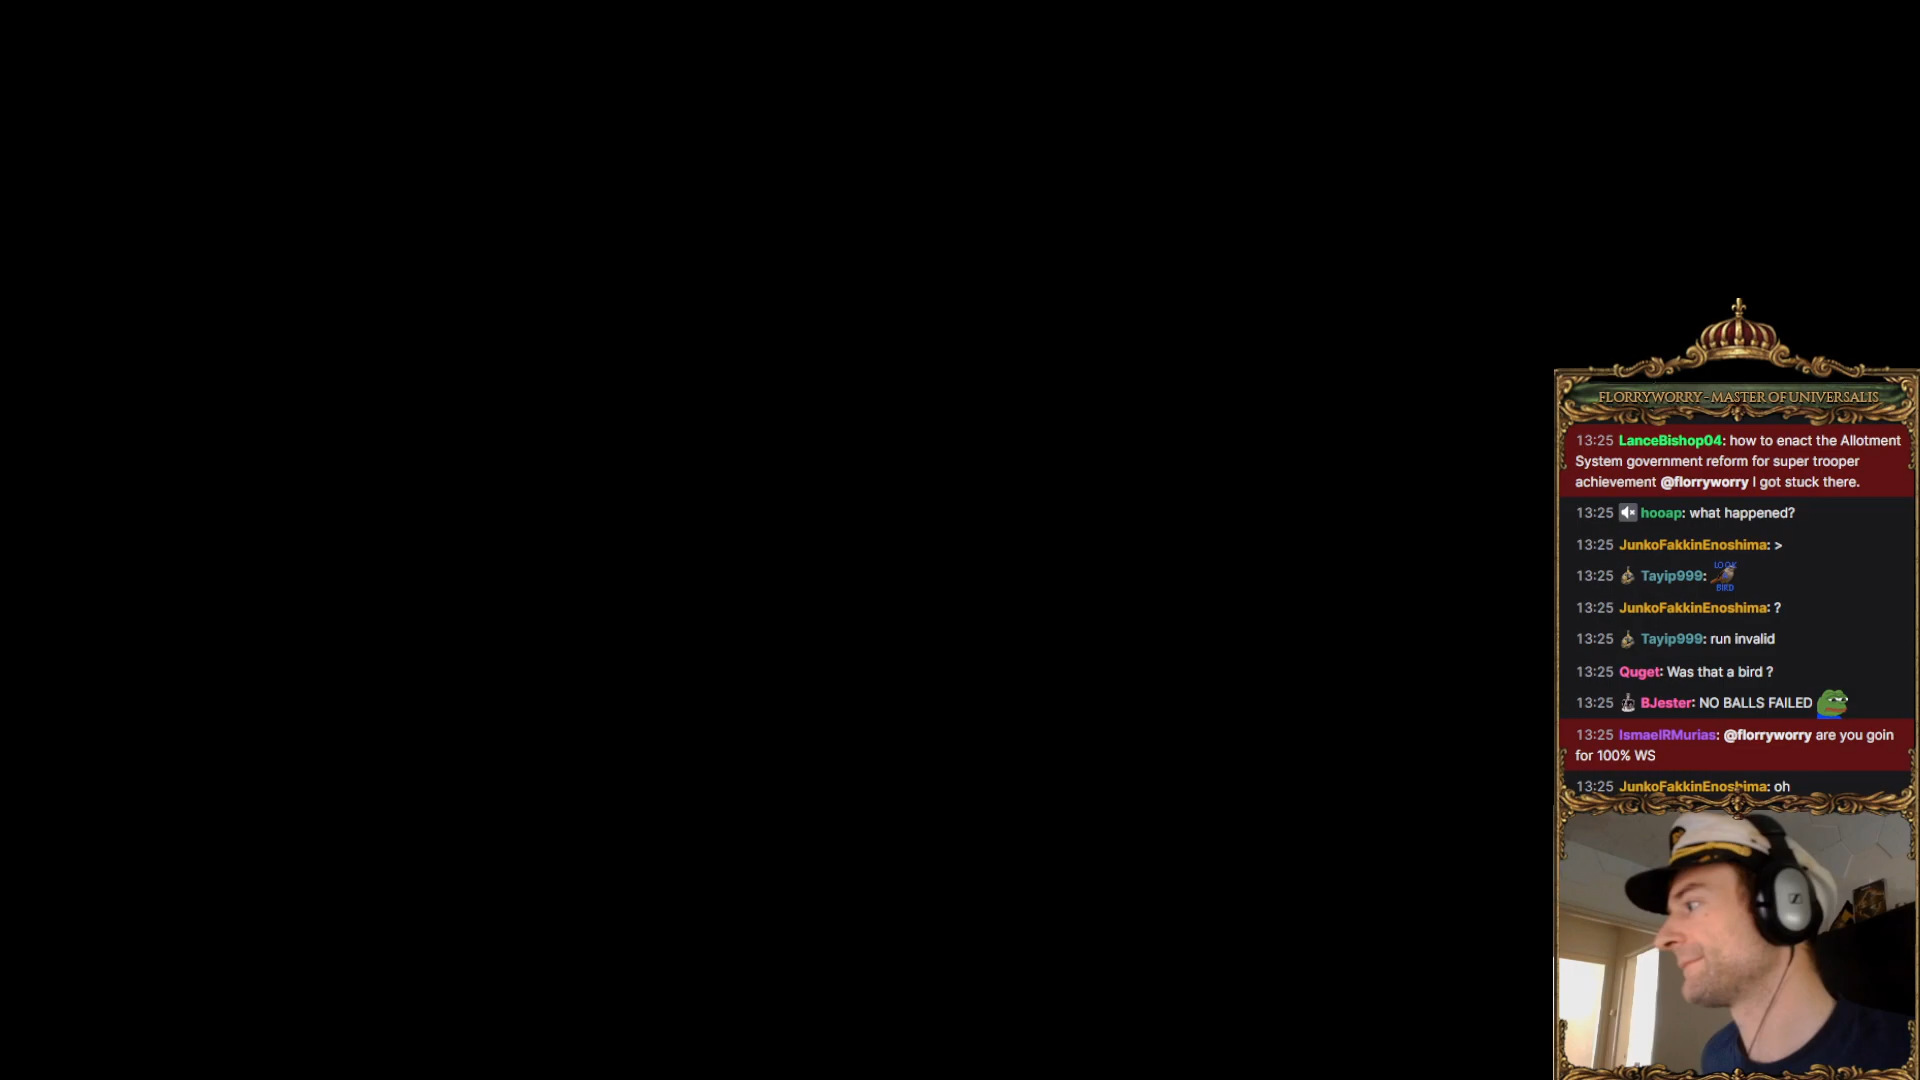 FLORRYWORRY - MASTER OF UNIVERSALIS
13:25 LanceBishop04: how to enact the Allotment
System government reform for super trooper
achievement @florryworry I got stuck there.
13:25 hooap: what happened?
13:25 JunkoFakkinEnoshima: >
13:25 Tayip999: LOOK
BIRD
13:25 JunkoFakkinEnoshima: ?
13:25 Tayip999: run invalid
13:25 Quget: Was that a bird ?
13:25 BJester: NO BALLS FAILED
13:25 IsmaelRMurias: @florryworry are you goin
for 100% WS
13:25 JunkoFakkinEnoshima: oh